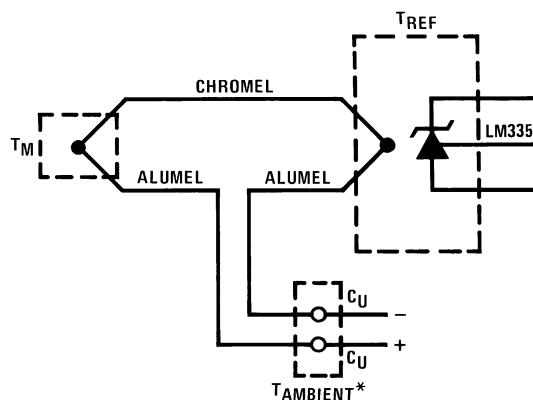 TREF
CHROMEL
LM335
TM
ALUMEL
ALUMEL
CU
−
+
CU
TAMBIENT*